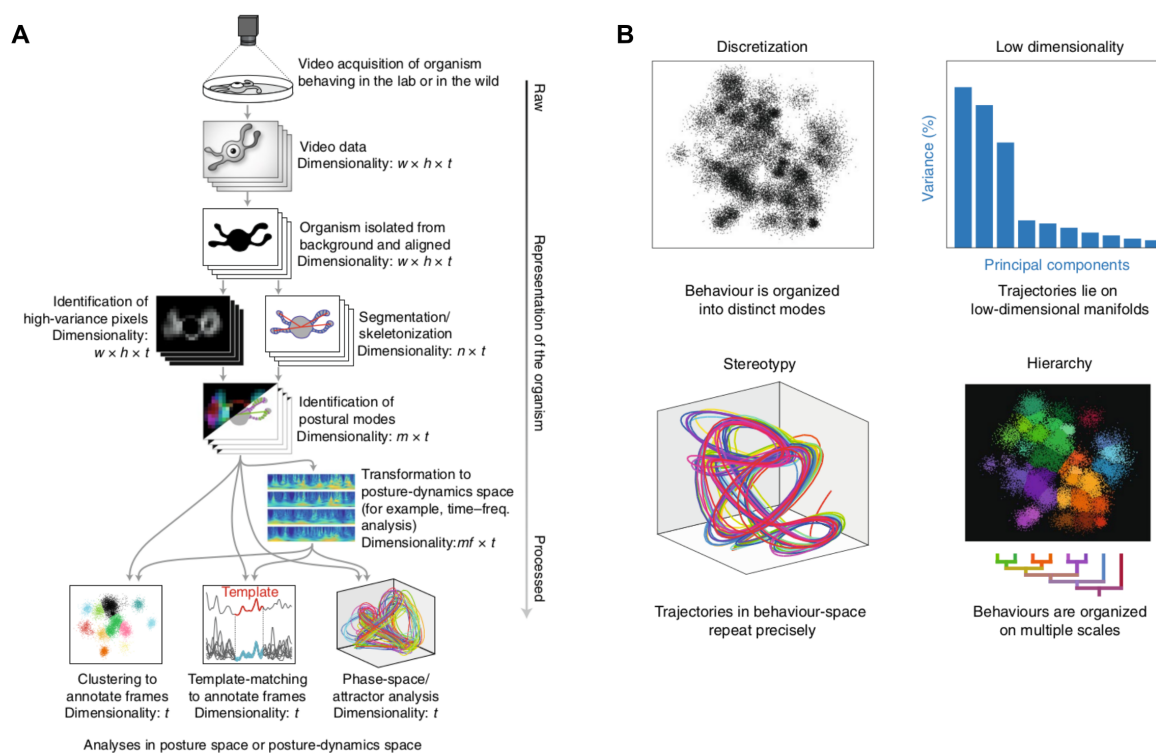 A
Video acquisition of organism
behaving in the lab or in the wild
Video data
Dimensionality: w × h × t
Organism isolated from
background and aligned
Dimensionality: w × h × t
Identification of
high-variance pixels
Dimensionality:
w × h × t
Segmentation/
skeletonization
Dimensionality: n × t
Identification of
postural modes
Dimensionality: m × t
Transformation to
posture-dynamics space
(for example, time–freq.
analysis)
Dimensionality:mf × t
Template
Clustering to
annotate frames
Dimensionality: t
Template-matching
to annotate frames
Dimensionality: t
Phase-space/
attractor analysis
Dimensionality: t
Analyses in posture space or posture-dynamics space
Raw
Representation of the organism
Processed
B
Discretization
Behaviour is organized
into distinct modes
Low dimensionality
Variance (%)
Principal components
Trajectories lie on
low-dimensional manifolds
Stereotypy
Trajectories in behaviour-space
repeat precisely
Hierarchy
Behaviours are organized
on multiple scales